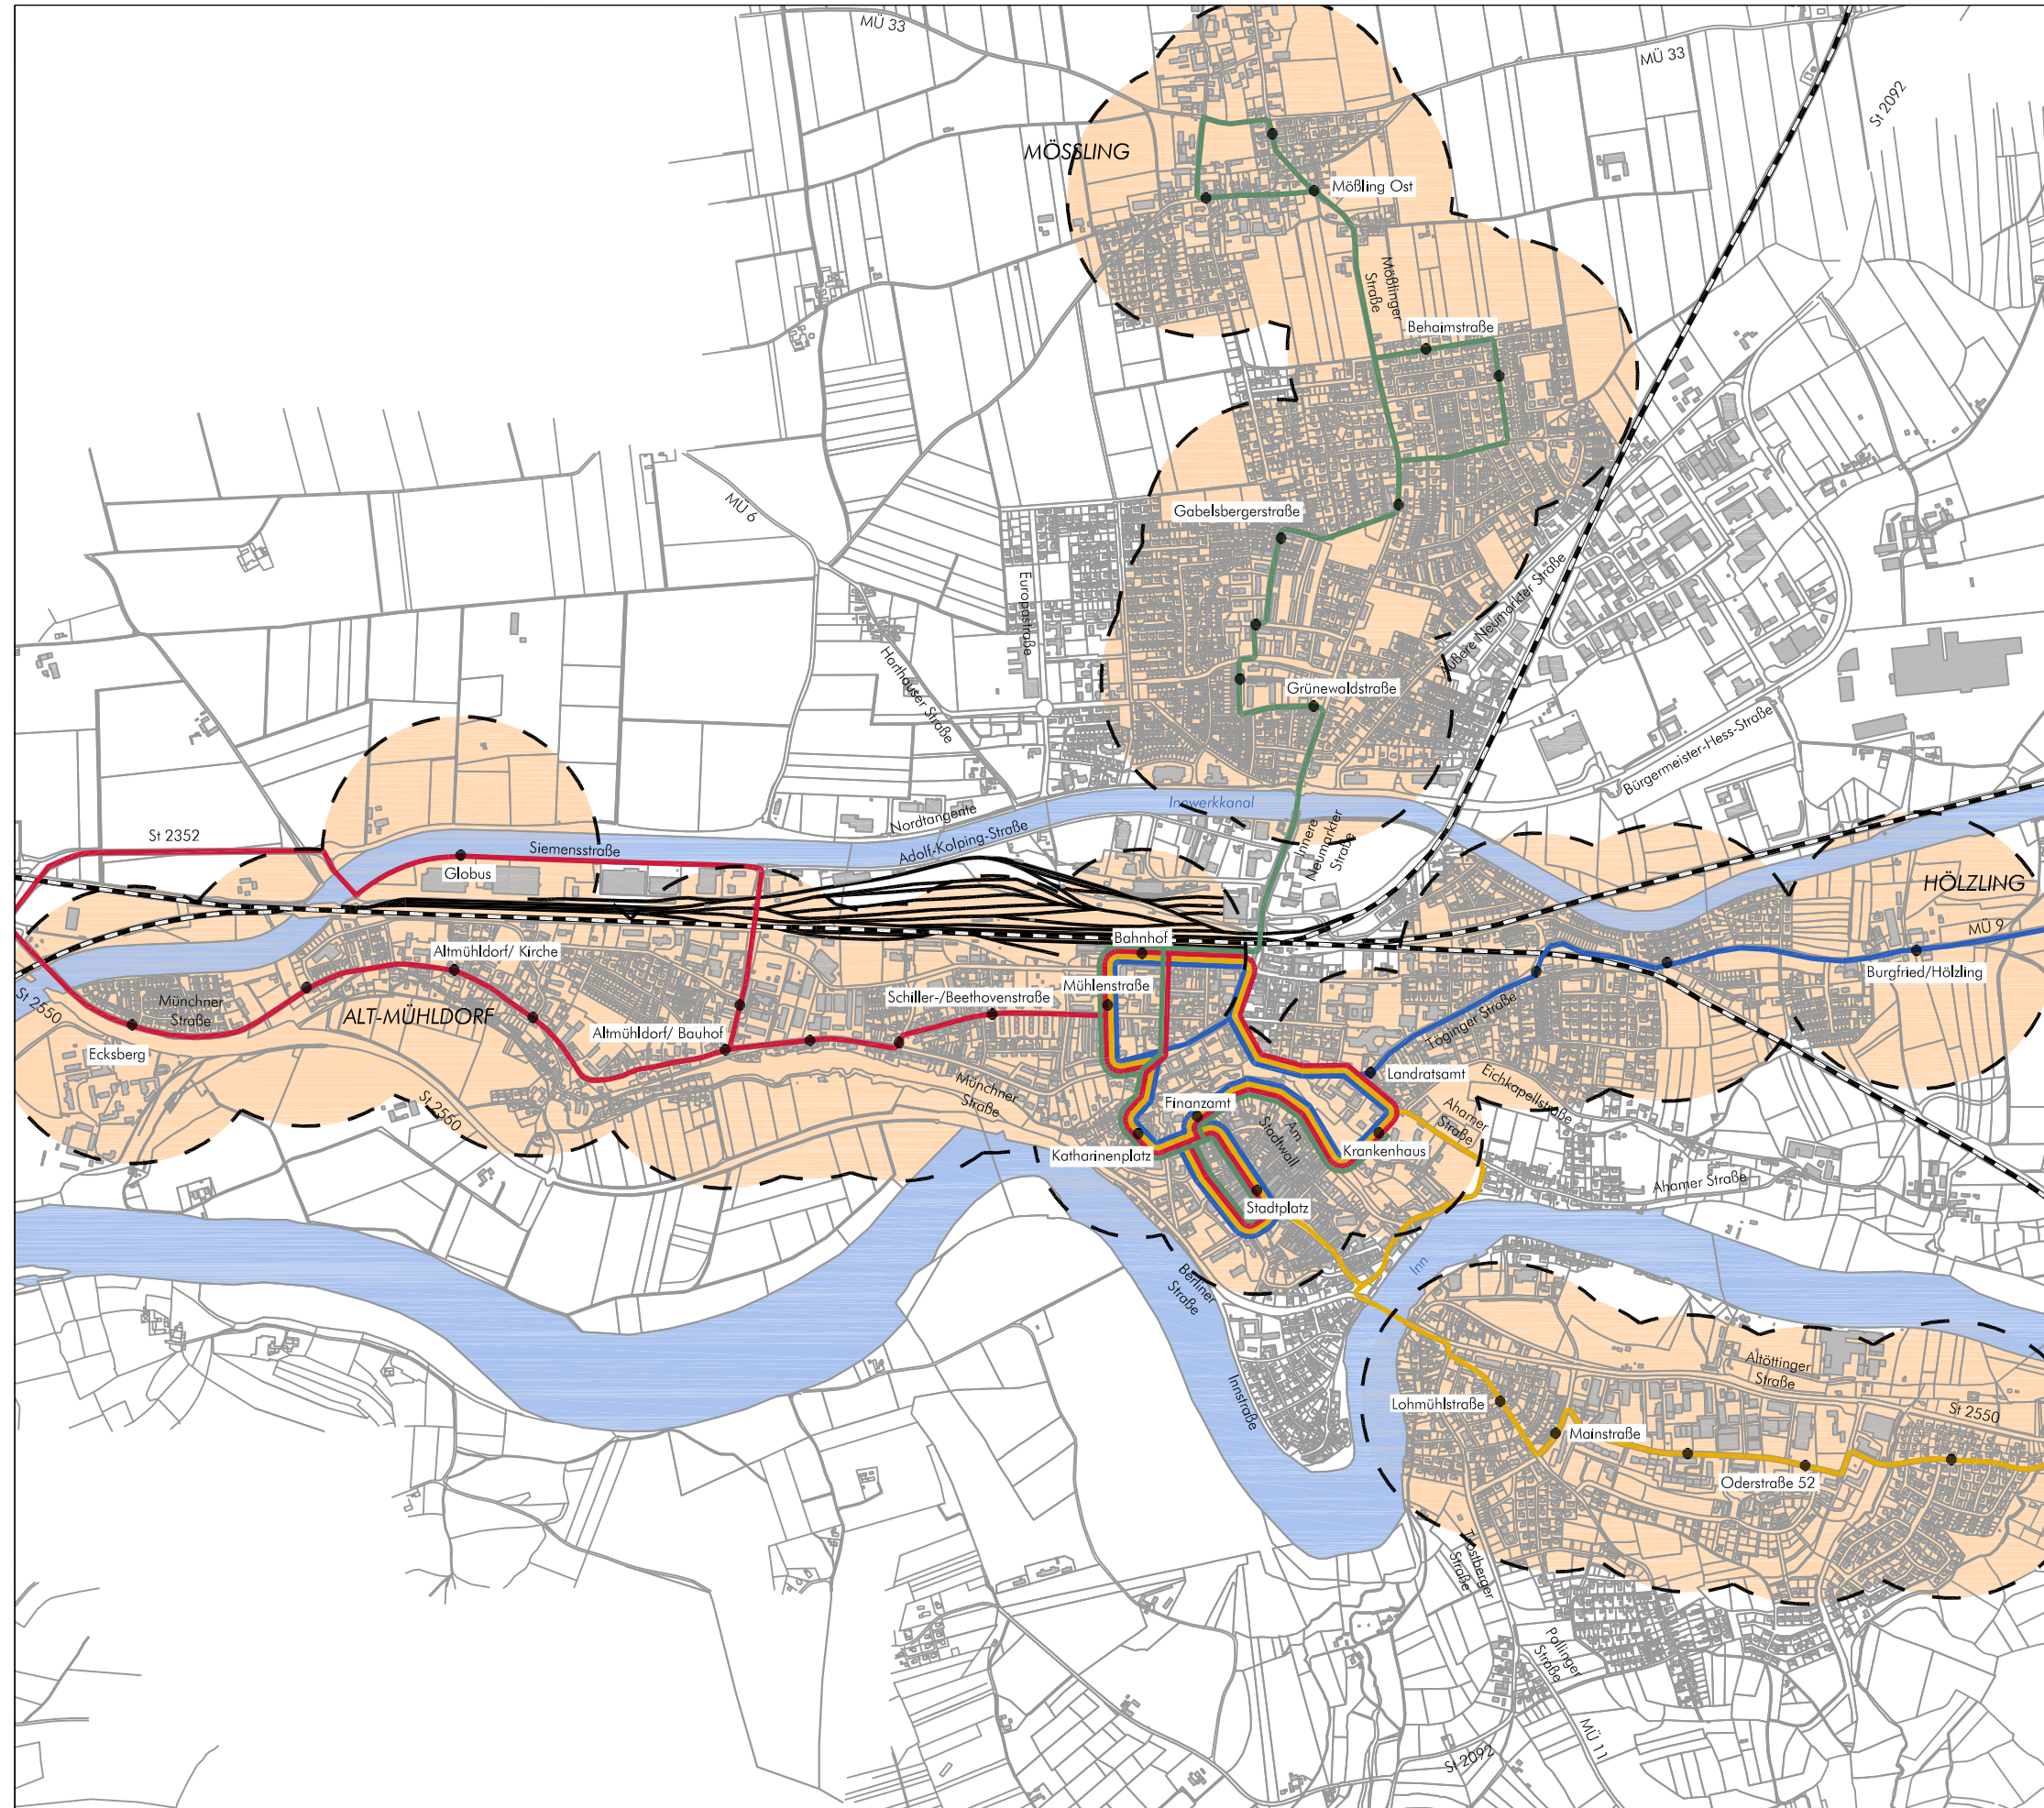 MÜ 33
MÜ 33
St 2092
MÖSSLING
Mößling Ost
Mößlinger
Straße
Behaimstraße
MÜ 6
Gabelsbergerstraße
Europastraße
Äußere Neumarkter Straße
Harthauser Straße
Grünewaldstraße
Bürgermeister-Hess-Straße
Innwerkkanal
Nordtangente
Adolf-Kolping-Straße
Innere
Neumarkter
Straße
St 2352
Siemensstraße
Globus
HÖLZLING
MÜ 9
Bahnhof
Altmühldorf/ Kirche
Burgfried/Hölzling
Mühlenstraße
Schiller-/Beethovenstraße
Münchner
Straße
St 2550
ALT-MÜHLDORF
Altmühldorf/ Bauhof
Töginger Straße
Ecksberg
Landratsamt
Eichkapellstraße
Münchner
Straße
St 2550
Finanzamt
Am
Stadtwall
Ahamer
Straße
Katharinenplatz
Krankenhaus
Ahamer Straße
Stadtplatz
Inn
Berliner
Straße
Innstraße
Altöttinger
Straße
Lohmühlstraße
St 2550
Mainstraße
Oderstraße 52
Trostberger
Straße
Pollinger
Straße
MÜ 11
St 2092